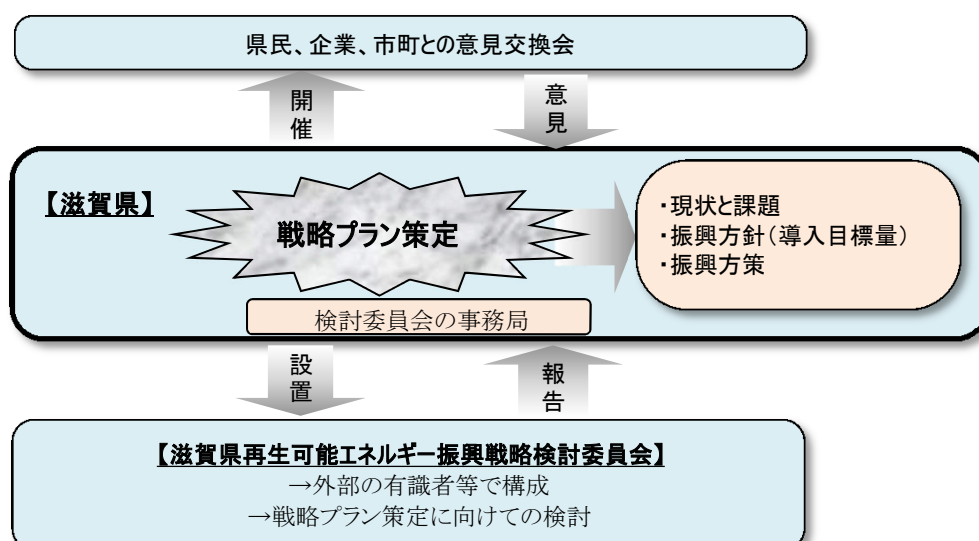 県民、企業、市町との意見交換会
開催
意見
【滋賀県】
戦略プラン策定
・現状と課題
・振興方針(導入目標量)
・振興方策
検討委員会の事務局
設置
報告
【滋賀県再生可能エネルギー振興戦略検討委員会】
→外部の有識者等で構成
→戦略プラン策定に向けての検討